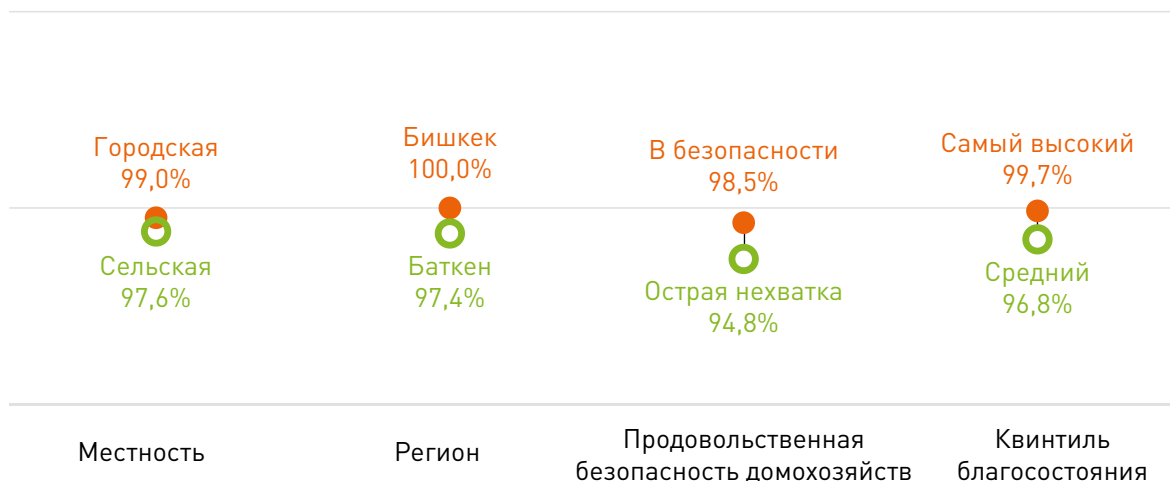 Городская
99,0%
Сельская
97,6%
Местность
Бишкек
100,0%
Баткен
97,4%
Регион
В безопасности
98,5%
Острая нехватка
94,8%
Продовольственная
безопасность домохозяйств
Самый высокий
99,7%
Средний
96,8%
Квинтиль
благосостояния